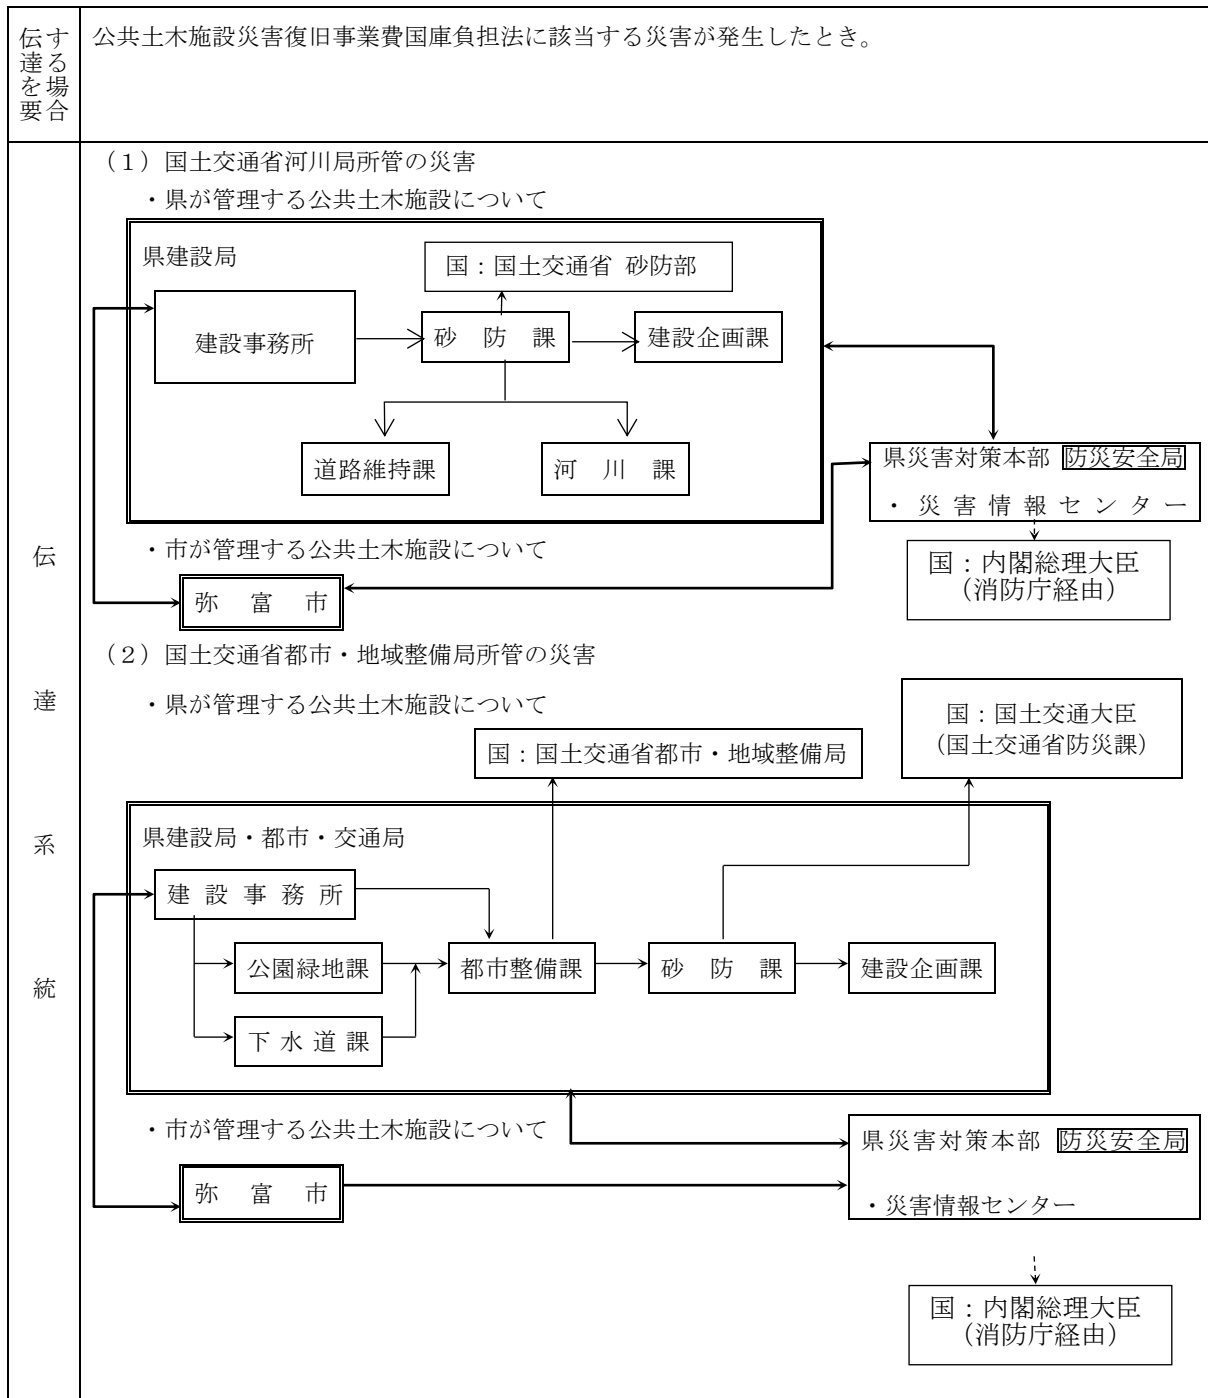 伝達を要
する場合
公共土木施設災害復旧事業費国庫負担法に該当する災害が発生したとき。
伝達系統
（１）国土交通省河川局所管の災害
・県が管理する公共土木施設について
県建設局
国：国土交通省 砂防部
建設事務所
砂防課
建設企画課
道路維持課
河川課
県災害対策本部 防災安全局
・災害情報センター
国：内閣総理大臣
（消防庁経由）
・市が管理する公共土木施設について
弥富市
（２）国土交通省都市・地域整備局所管の災害
・県が管理する公共土木施設について
国：国土交通大臣
（国土交通省防災課）
国：国土交通省都市・地域整備局
県建設局・都市・交通局
建設事務所
公園緑地課
都市整備課
砂防課
建設企画課
下水道課
・市が管理する公共土木施設について
県災害対策本部 防災安全局
弥富市
・災害情報センター
国：内閣総理大臣
（消防庁経由）